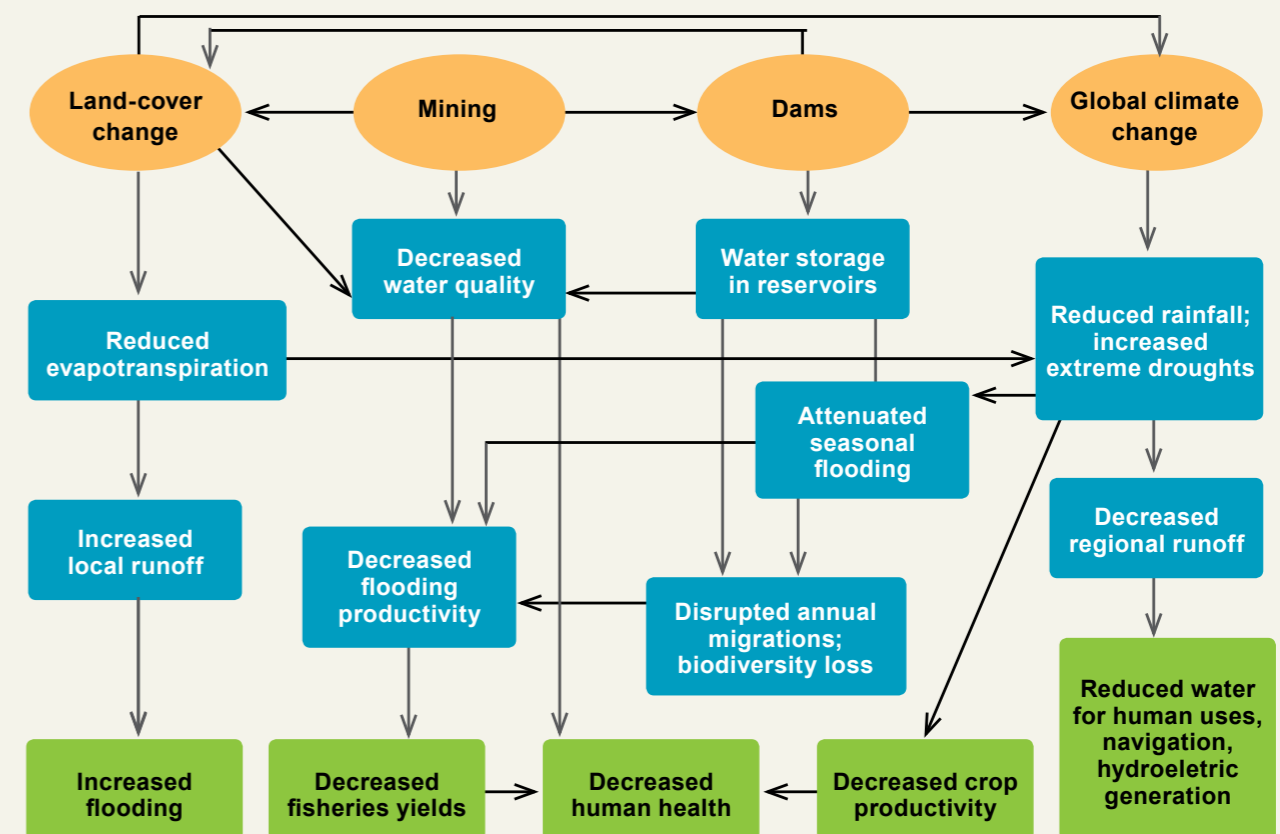 Land-cover
change
Mining
Dams
Global climate
change
Decreased
water quality
Water storage
in reservoirs
Reduced
evapotranspiration
Reduced rainfall;
increased
extreme droughts
Attenuated
seasonal
flooding
Increased
local runoff
Decreased
flooding
productivity
Disrupted annual
migrations;
biodiversity loss
Decreased
regional runoff
Increased
flooding
Decreased
fisheries yields
Decreased
human health
Decreased crop
productivity
Reduced water
for human uses,
navigation,
hydroeletric
generation